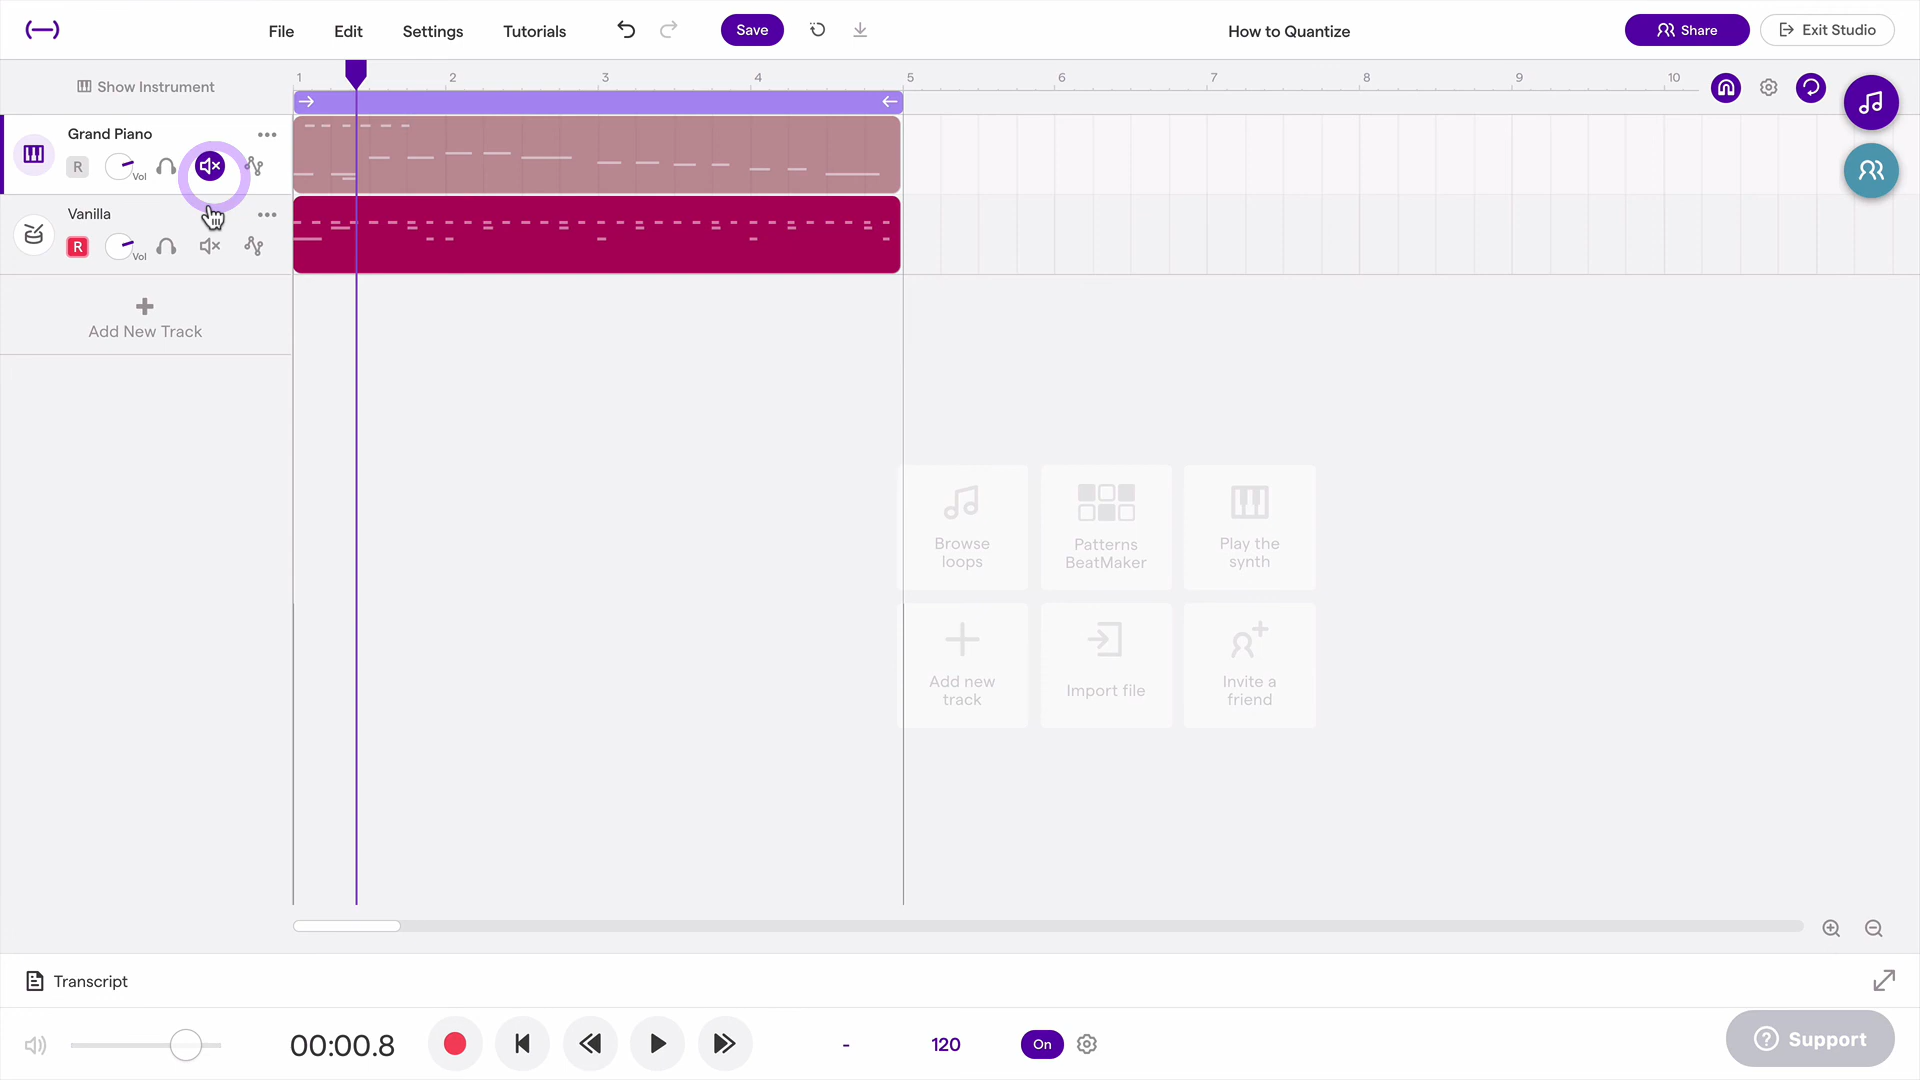 File
Edit
Settings
Tutorials
Save
How to Quantize
Share
Exit Studio
Show Instrument
1
2
3
4
5
6
7
8
9
10
Grand Piano
R
Vol
Vanilla
R
Vol
Add New Track
Browse
loops
Patterns
BeatMaker
Play the
synth
Add new
track
Import file
Invite a
friend
Transcript
00:00.8
-
120
On
Support